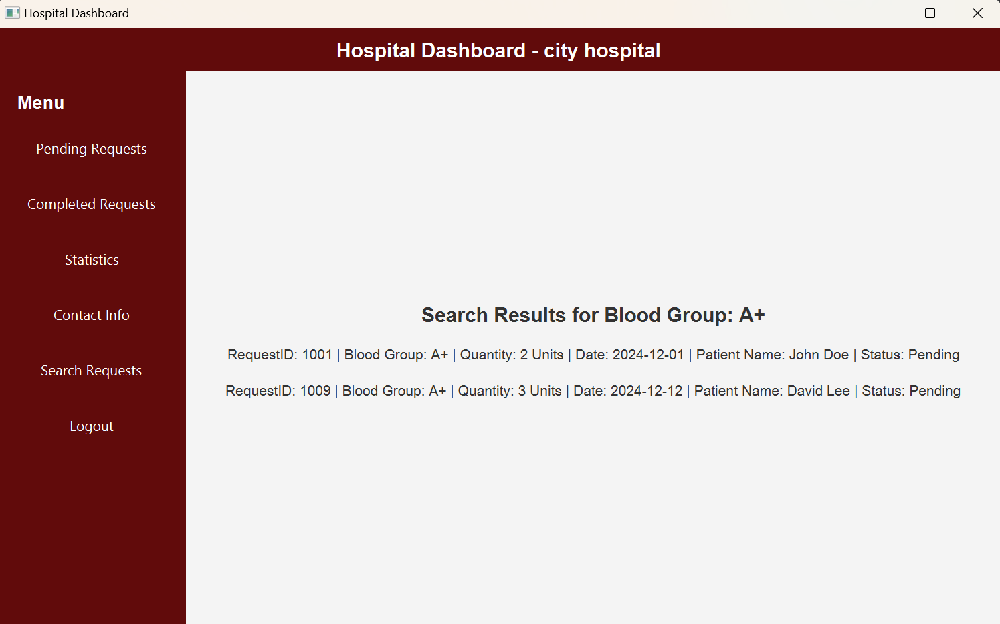 Hospital Dashboard
Hospital Dashboard - city hospital
Menu
Pending Requests
Completed Requests
Statistics
Contact Info
Search Requests
Logout
Search Results for Blood Group: A+
RequestID: 1001 | Blood Group: A+ | Quantity: 2 Units | Date: 2024-12-01 | Patient Name: John Doe | Status: Pending
RequestID: 1009 | Blood Group: A+ | Quantity: 3 Units | Date: 2024-12-12 | Patient Name: David Lee | Status: Pending